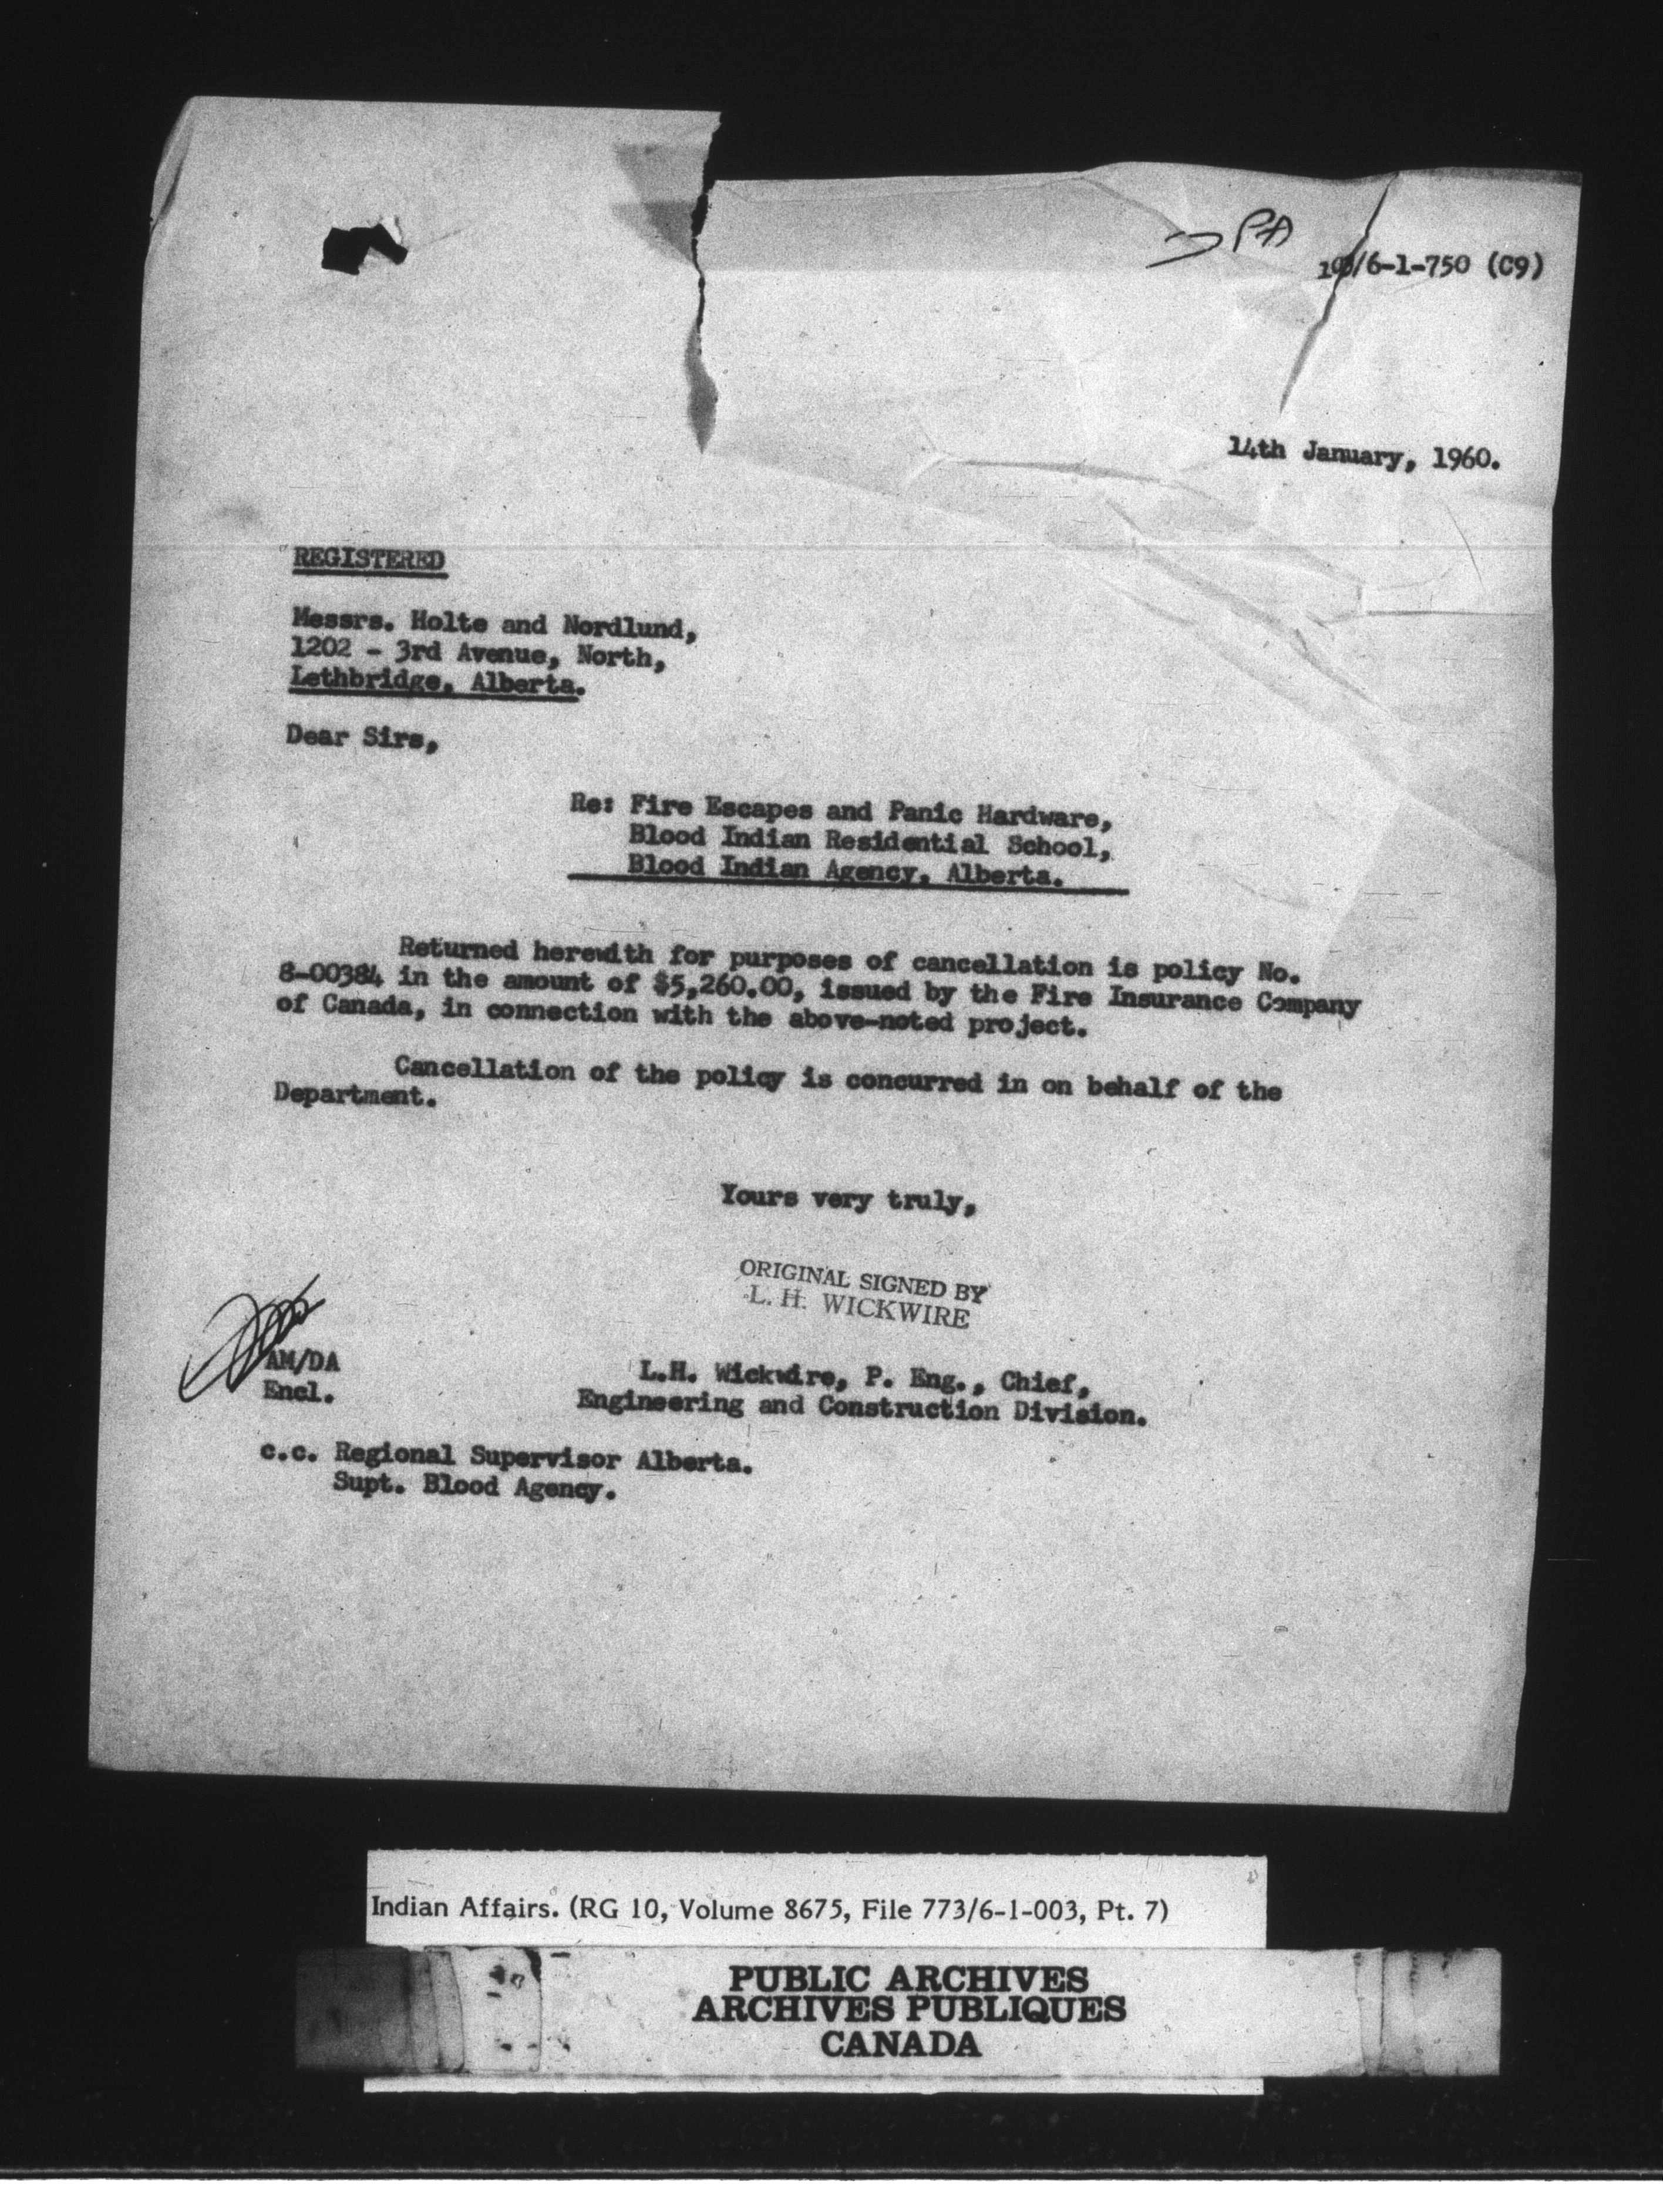 PA
/6-1-750 (C9)
14th January, 1960.
REGISTERED
Messrs. Holte and Nordlund,
1202 - 3rd Avenue, North,
Lethbridge, Alberta.
Dear Sirs,
Re: Fire Escapes and Panic Hardware,
Blood Indian Residential School,
Blood Indian Agency, Alberta.
Returned herewith for purposes of cancellation is policy No.
8-00384 in the amount of $5,260.00, issued by the Fire Insurance Company
of Canada, in connection with the above-noted project.
Cancellation of the policy is concurred in on behalf of the
Department.
Yours very truly,
ORIGINAL SIGNED BY
L. H. WICKWIRE
AM/DA
Encl.
L.H. Wickwire, P. Eng., Chief,
Engineering and Construction Division.
c.c. Regional Supervisor Alberta.
Supt. Blood Agency.
Indian Affairs. (RG 10, Volume 8675, File 773/6-1-003, Pt. 7)
PUBLIC ARCHIVES
ARCHIVES PUBLIQUES
CANADA